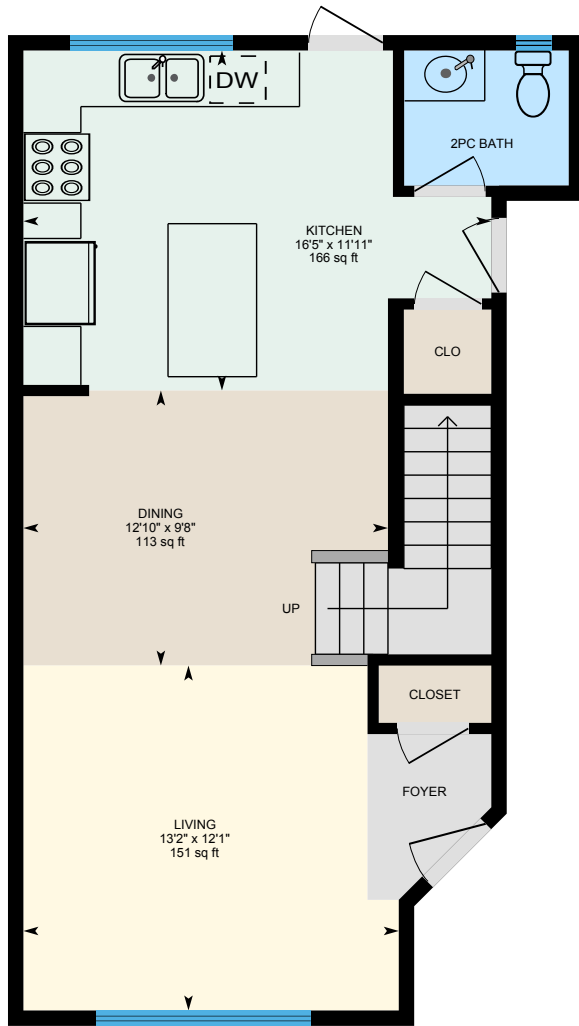 DW
2PC BATH
KITCHEN
16'5" x 11'11"
166 sq ft
CLO
DINING
12'10" x 9'8"
113 sq ft
UP
CLOSET
FOYER
LIVING
13'2" x 12'1"
151 sq ft